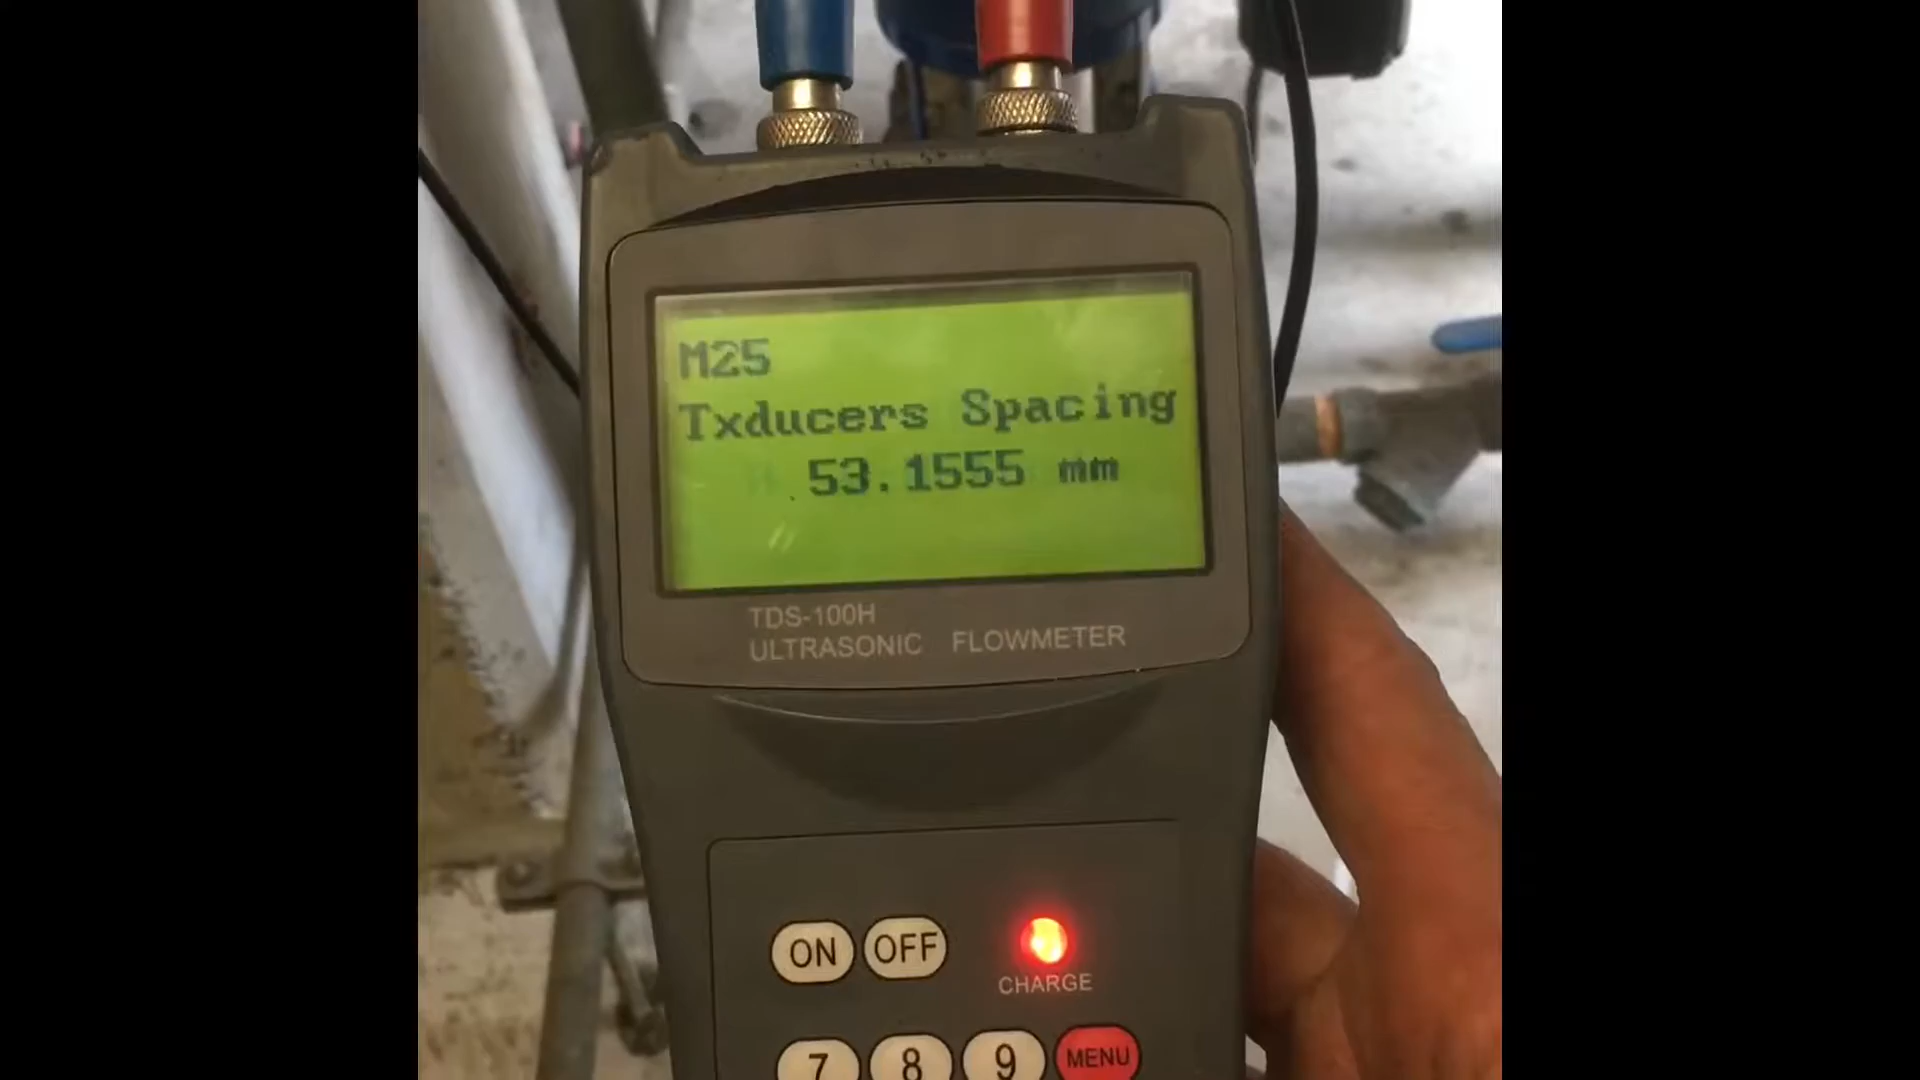 M25
Txducers Spacing
53.1555 mm
TDS-100H
ULTRASONIC FLOWMETER
ON OFF
CHARGE
7 8 9 MENU